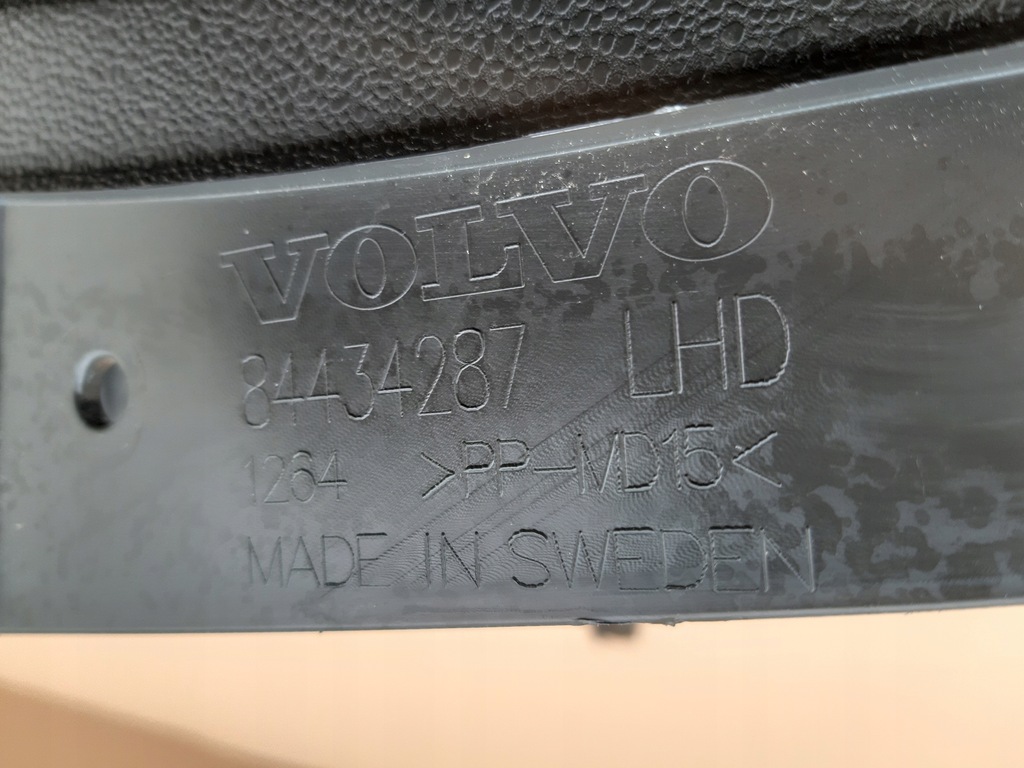 VOLVO
84434287 LHD
1264 >PP-MD15<
MADE IN SWEDEN